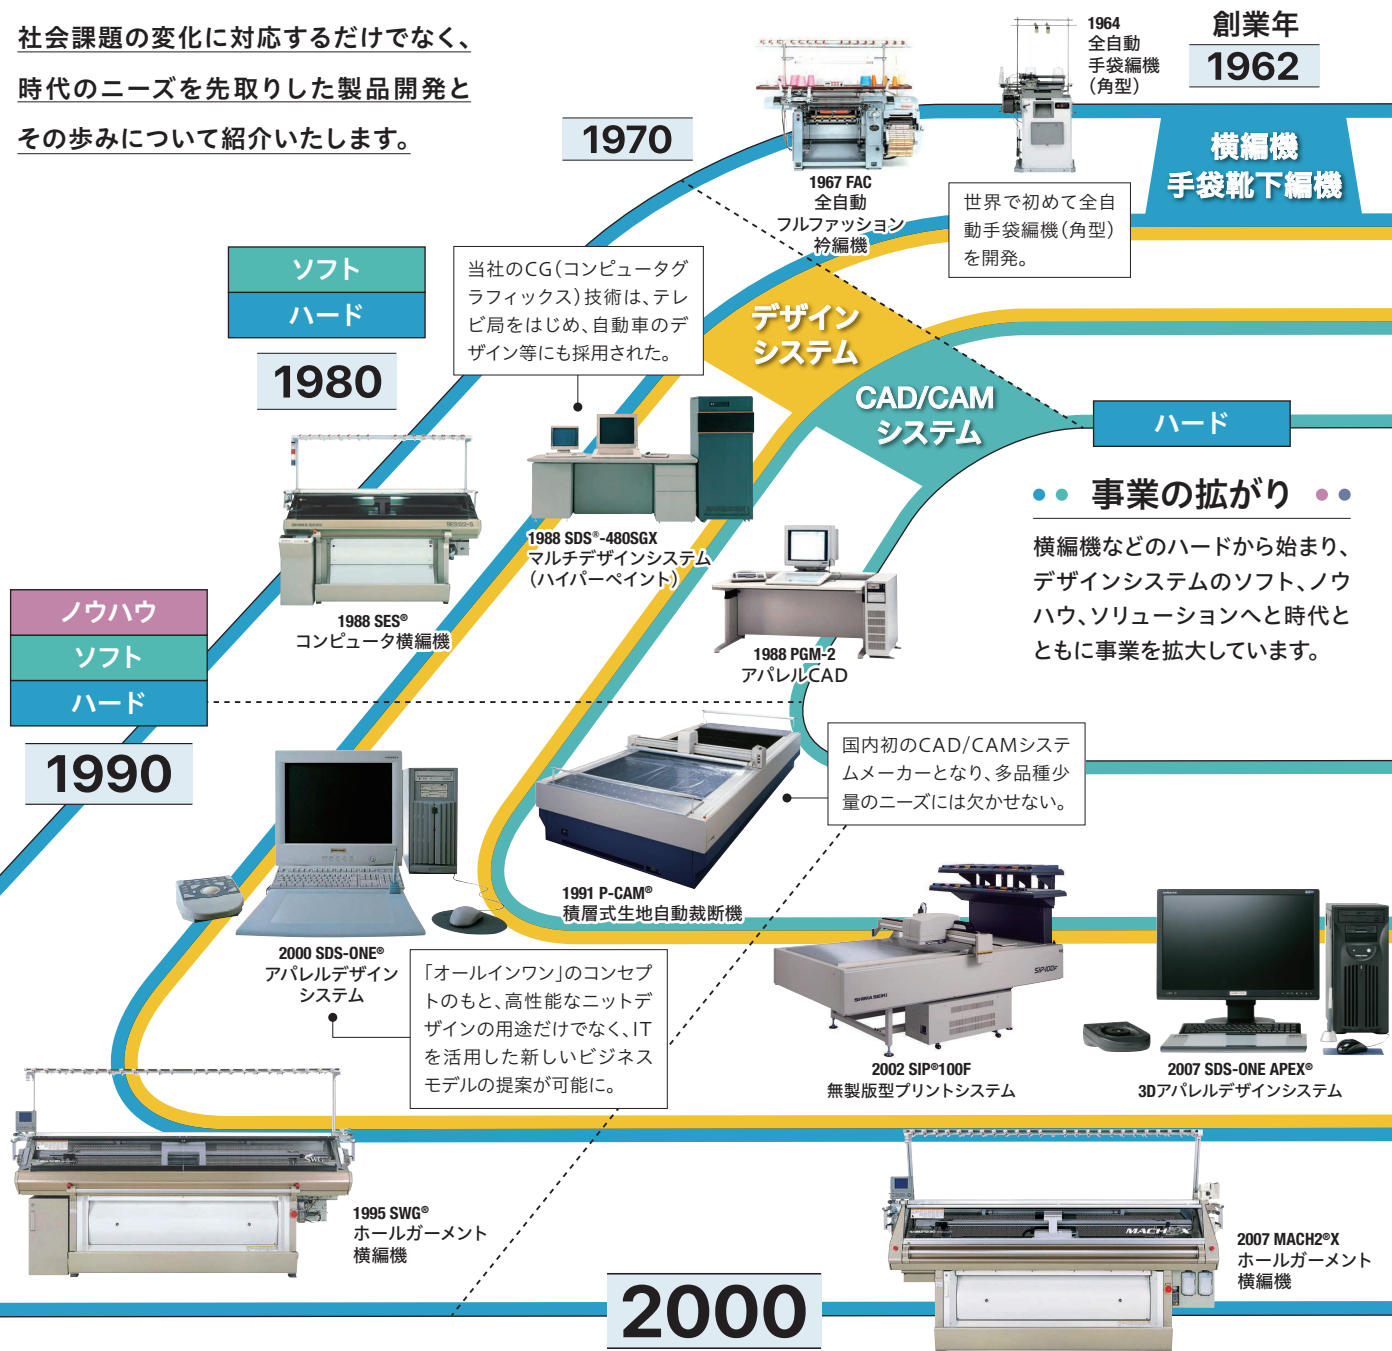 社会課題の変化に対応するだけでなく、
時代のニーズを先取りした製品開発と
その歩みについて紹介いたします。
創業年
1962
横編機
手袋靴下編機
1964
全自動
手袋編機
（角型）
世界で初めて全自
動手袋編機（角型）
を開発。
1967 FAC
全自動
フルファッション
衿編機
1970
ハード
事業の拡がり
横編機などのハードから始まり、
デザインシステムのソフト、ノウ
ハウ、ソリューションへと時代と
ともに事業を拡大しています。
デザイン
システム
CAD/CAM
システム
当社のCG（コンピュータグ
ラフィックス）技術は、テレ
ビ局をはじめ、自動車のデ
ザイン等にも採用された。
ソフト
ハード
1980
SHIMA SEIKI
SES122-S
1988 SES®
コンピュータ横編機
1988 SDS®-480SGX
マルチデザインシステム
（ハイパーペイント）
1988 PGM-2
アパレルCAD
ノウハウ
ソフト
ハード
1990
国内初のCAD/CAMシステ
ムメーカーとなり、多品種少
量のニーズには欠かせない。
1991 P-CAM®
積層式生地自動裁断機
2000 SDS-ONE®
アパレルデザイン
システム
「オールインワン」のコンセプ
トのもと、高性能なニットデ
ザインの用途だけでなく、IT
を活用した新しいビジネス
モデルの提案が可能に。
SHIMA SEIKI
SIP-100F
2002 SIP®100F
無製版型プリントシステム
2007 SDS-ONE APEX®
3Dアパレルデザインシステム
SWG
1995 SWG®
ホールガーメント
横編機
MACH2X
2007 MACH2®X
ホールガーメント
横編機
2000